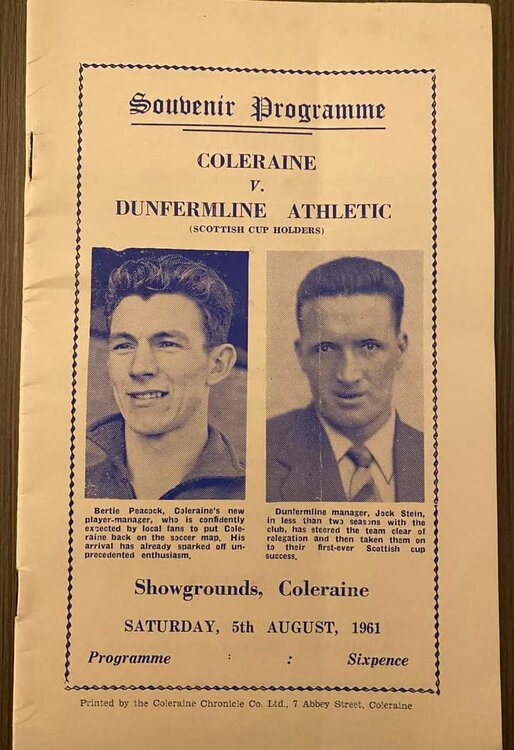 Souvenir Programme
COLERAINE
V.
DUNFERMLINE ATHLETIC
(SCOTTISH CUP HOLDERS)
Bertie Peacock, Coleraine's new
player-manager, who is confidently
expected by local fans to put Cole-
raine back on the soccer map. His
arrival has already sparked off un-
precedented enthusiasm.
Dunfermline manager, Jock Stein,
in less than two seasons with the
club, has steered the team clear of
relegation and then taken them on
to their first-ever Scottish cup
success.
Showgrounds, Coleraine
SATURDAY, 5th AUGUST, 1961
Programme : : Sixpence
Printed by the Coleraine Chronicle Co. Ltd., 7 Abbey Street, Coleraine